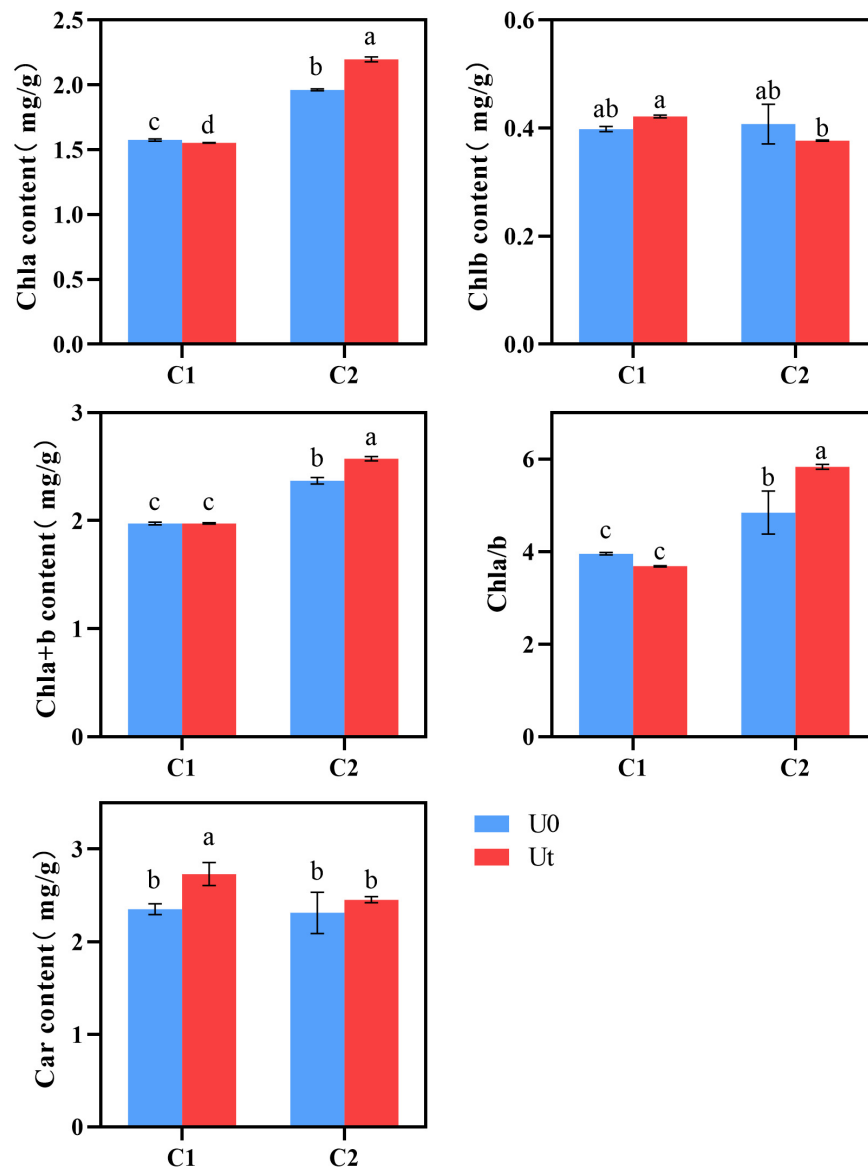 Chla content( mg/g)
2.5
2.0
1.5
1.0
0.5
0.0
c
d
b
a
C1
C2
Chlb content( mg/g)
0.6
0.4
0.2
0.0
ab
a
ab
b
C1
C2
Chla+b content( mg/g)
3
2
1
0
c
c
b
a
C1
C2
Chla/b
6
4
2
0
c
c
b
a
C1
C2
Car content( mg/g)
3
2
1
0
b
a
b
b
C1
C2
U0
Ut